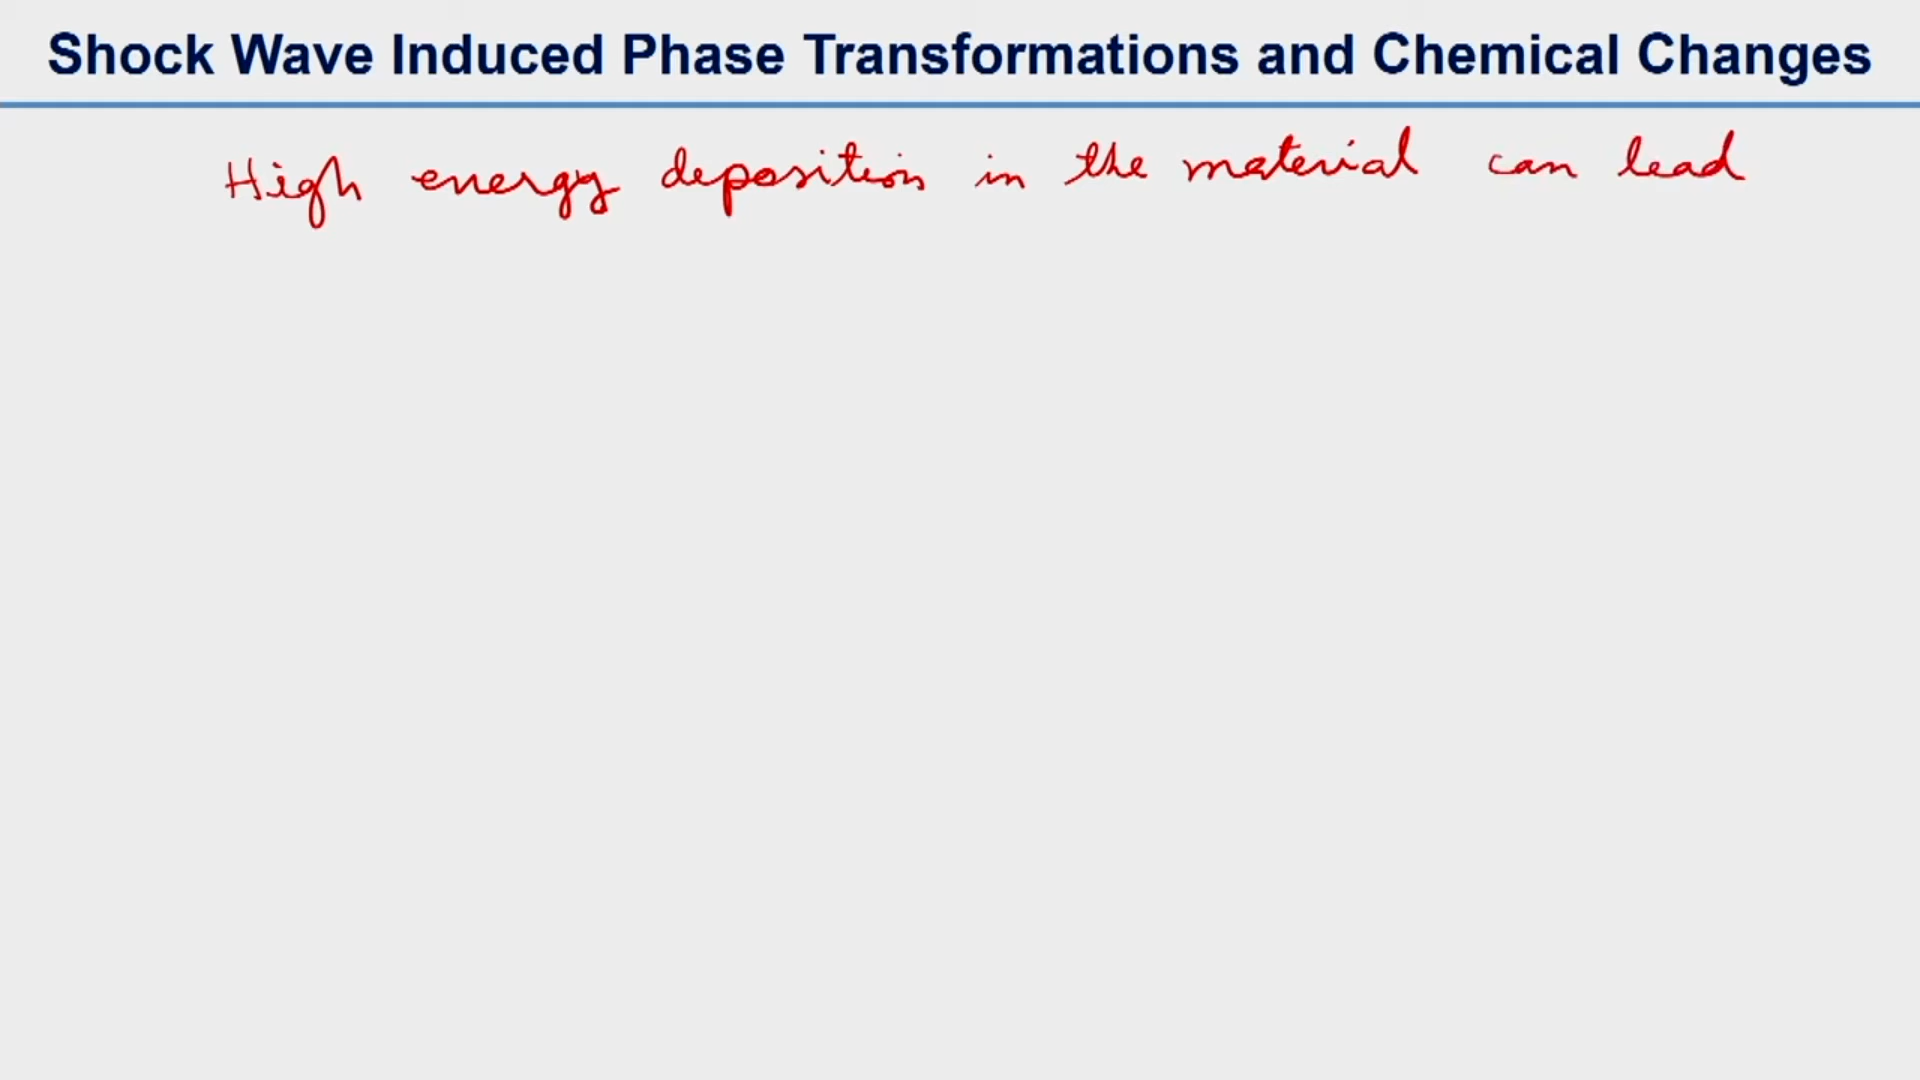 Shock Wave Induced Phase Transformations and Chemical Changes
High energy deposition in the material can lead